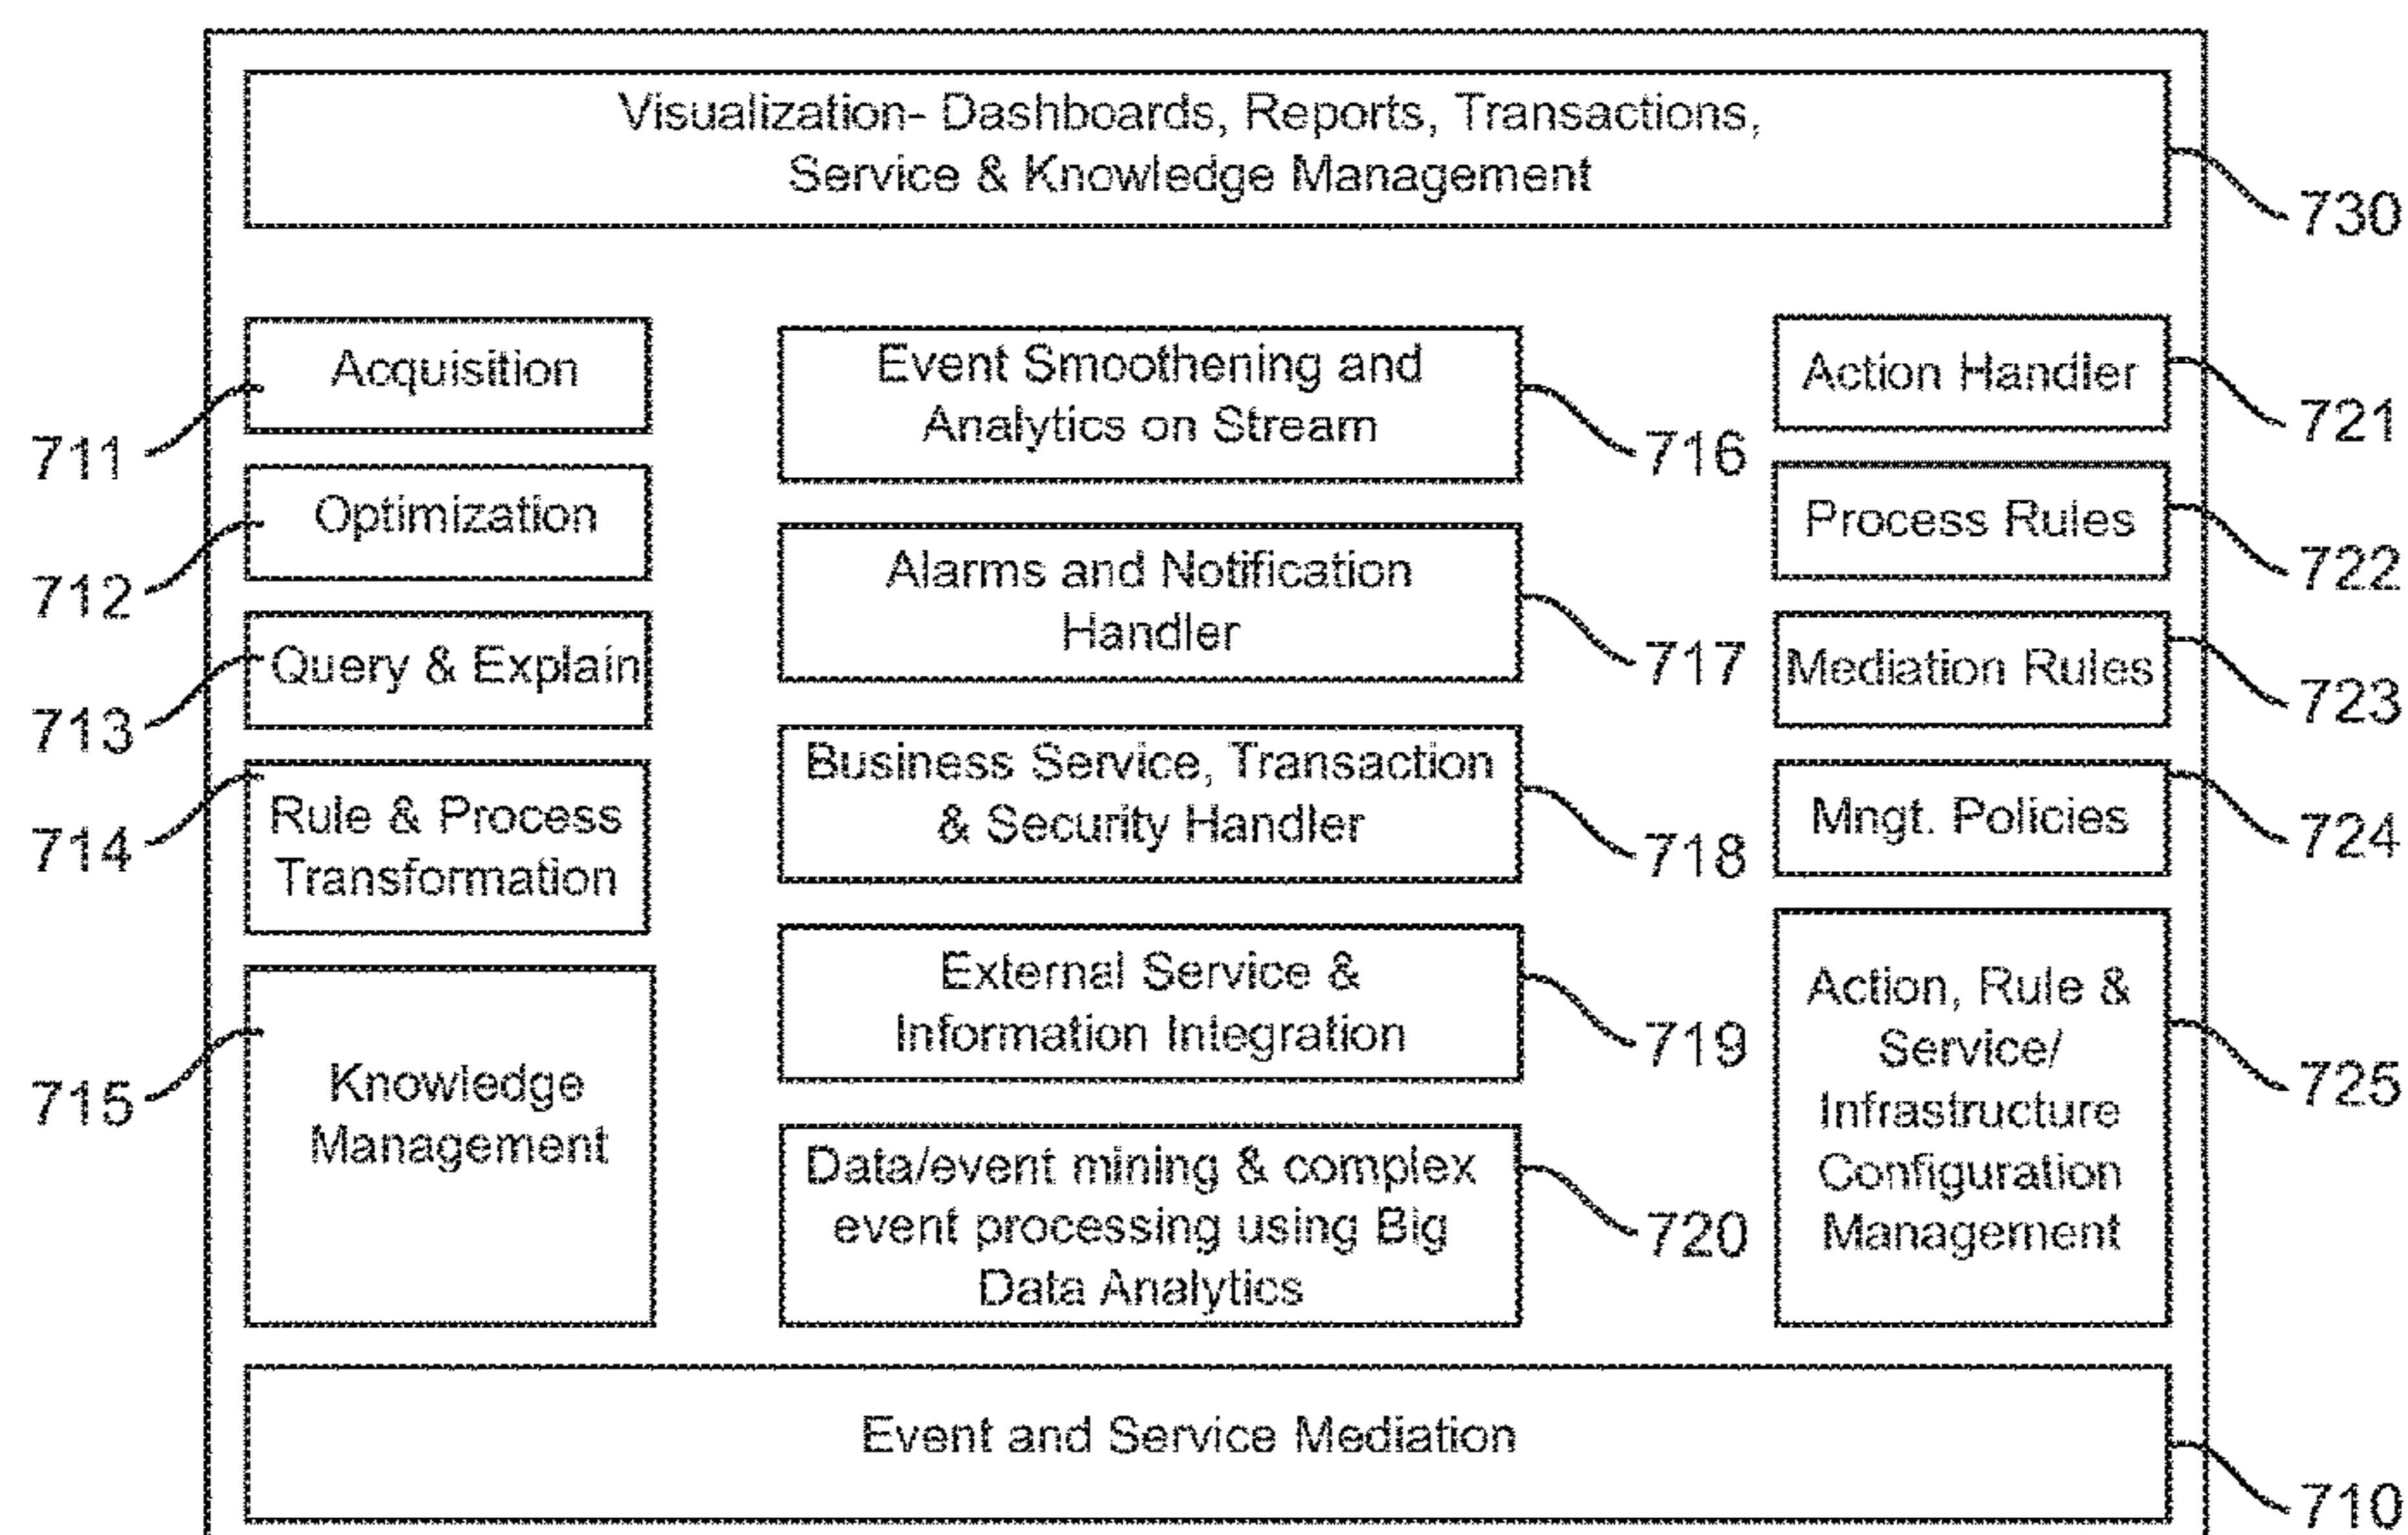 Visualization- Dashboards, Reports, Transactions,
Service & Knowledge Management
730
Acquisition
711
Optimization
712
Query & Explain
713
Rule & Process
Transformation
714
Knowledge
Management
715
Event Smoothening and
Analytics on Stream
716
Alarms and Notification
Handler
717
Business Service, Transaction
& Security Handler
718
External Service &
Information Integration
719
Data/event mining & complex
event processing using Big
Data Analytics
720
Action Handler
721
Process Rules
722
Mediation Rules
723
Mngt. Policies
724
Action, Rule &
Service/
Infrastructure
Configuration
Management
725
Event and Service Mediation
710